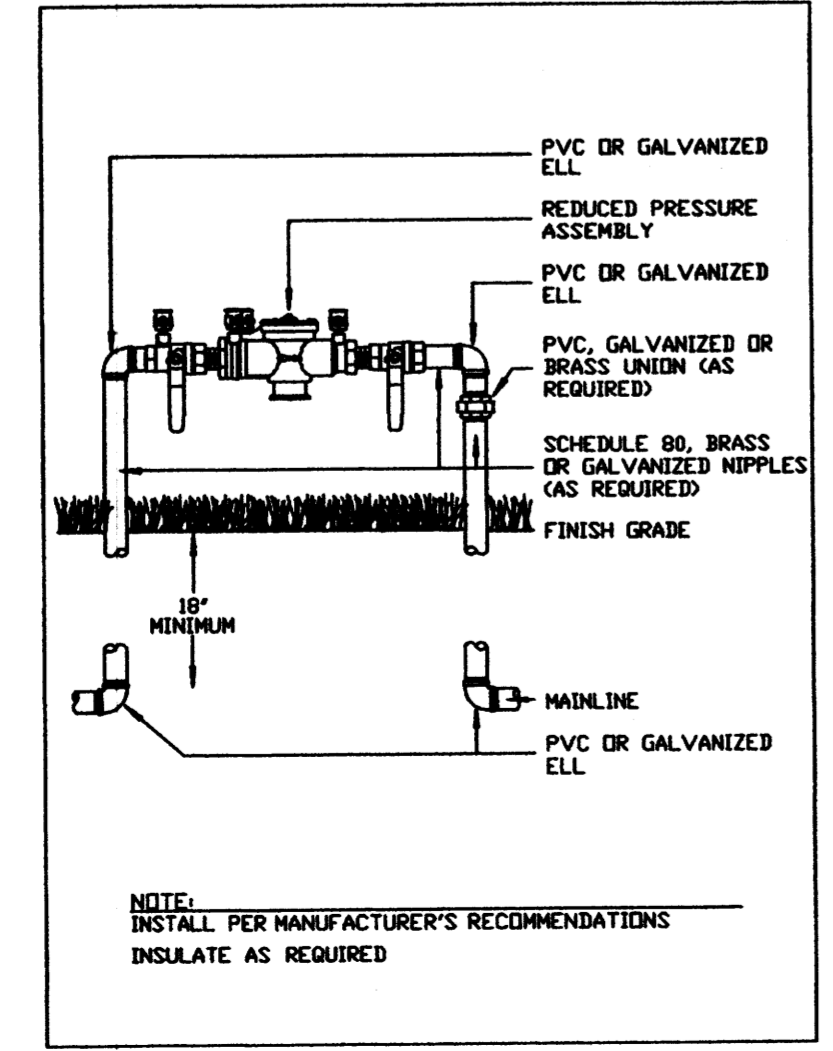 PVC OR GALVANIZED
ELL
REDUCED PRESSURE
ASSEMBLY
PVC OR GALVANIZED
ELL
PVC, GALVANIZED OR
BRASS UNION (AS
REQUIRED)
SCHEDULE 80, BRASS
OR GALVANIZED NIPPLES
(AS REQUIRED)
FINISH GRADE
18"
MINIMUM
MAINLINE
PVC OR GALVANIZED
ELL
NOTE:
INSTALL PER MANUFACTURER'S RECOMMENDATIONS
INSULATE AS REQUIRED